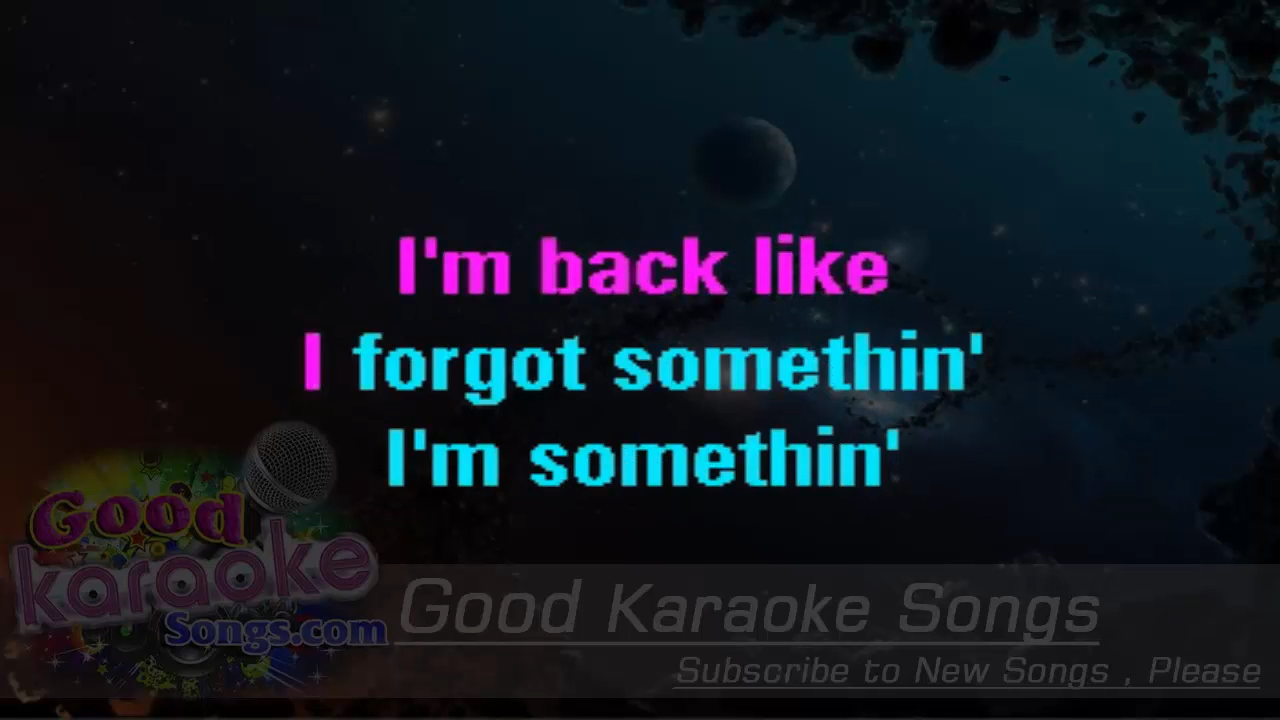 I'm back like
I forgot somethin'
I'm somethin'
Good
karaoke
Songs.com
Good Karaoke Songs
Subscribe to New Songs , Please